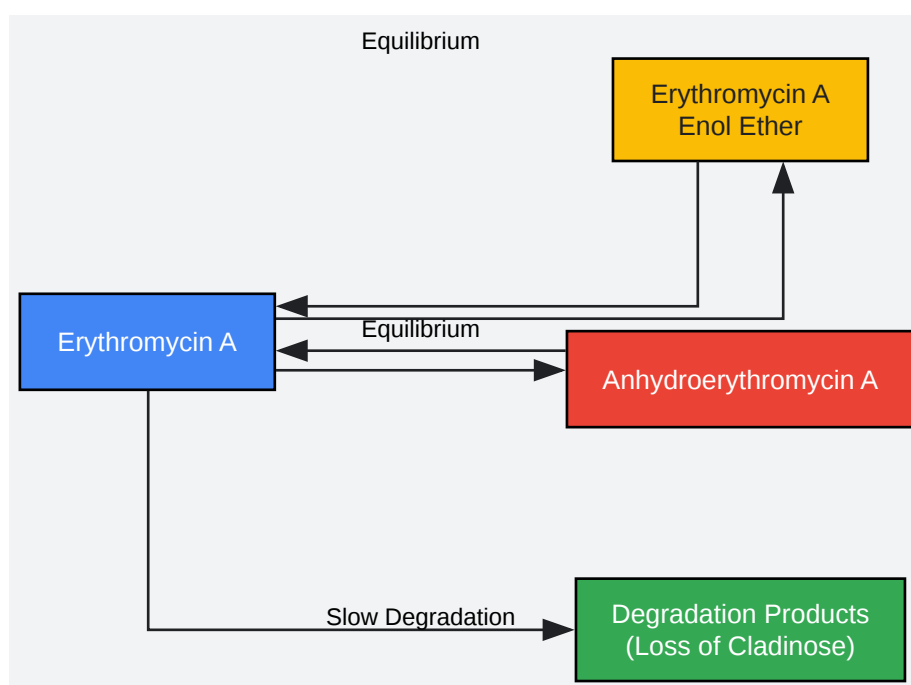 Equilibrium
Erythromycin A
Enol Ether
Erythromycin A
Equilibrium
Anhydroerythromycin A
Slow Degradation
Degradation Products
(Loss of Cladinose)